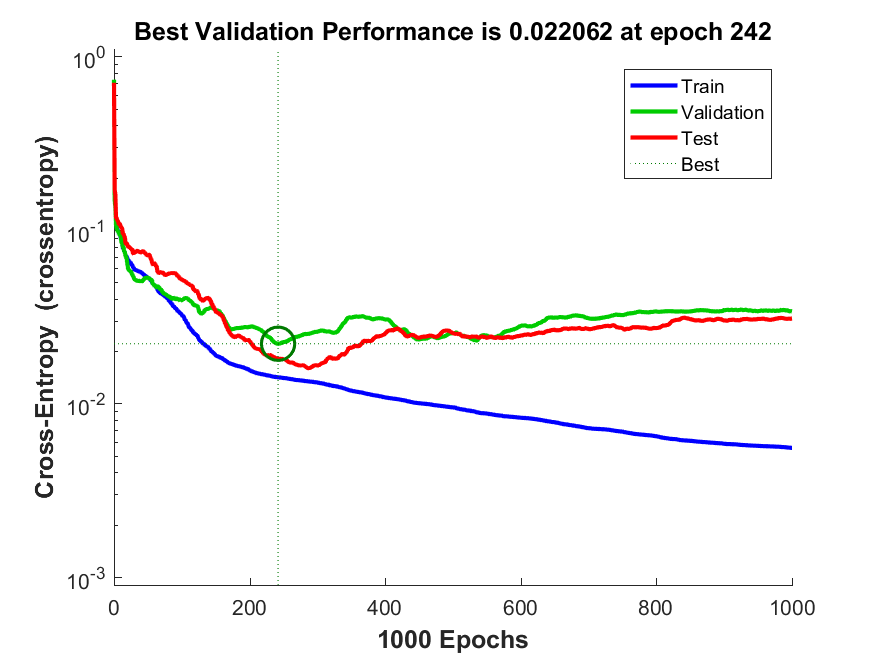 Best Validation Performance is 0.022062 at epoch 242
Cross-Entropy (crossentropy)
10^0
10^-1
10^-2
10^-3
Train
Validation
Test
Best
0 200 400 600 800 1000
1000 Epochs